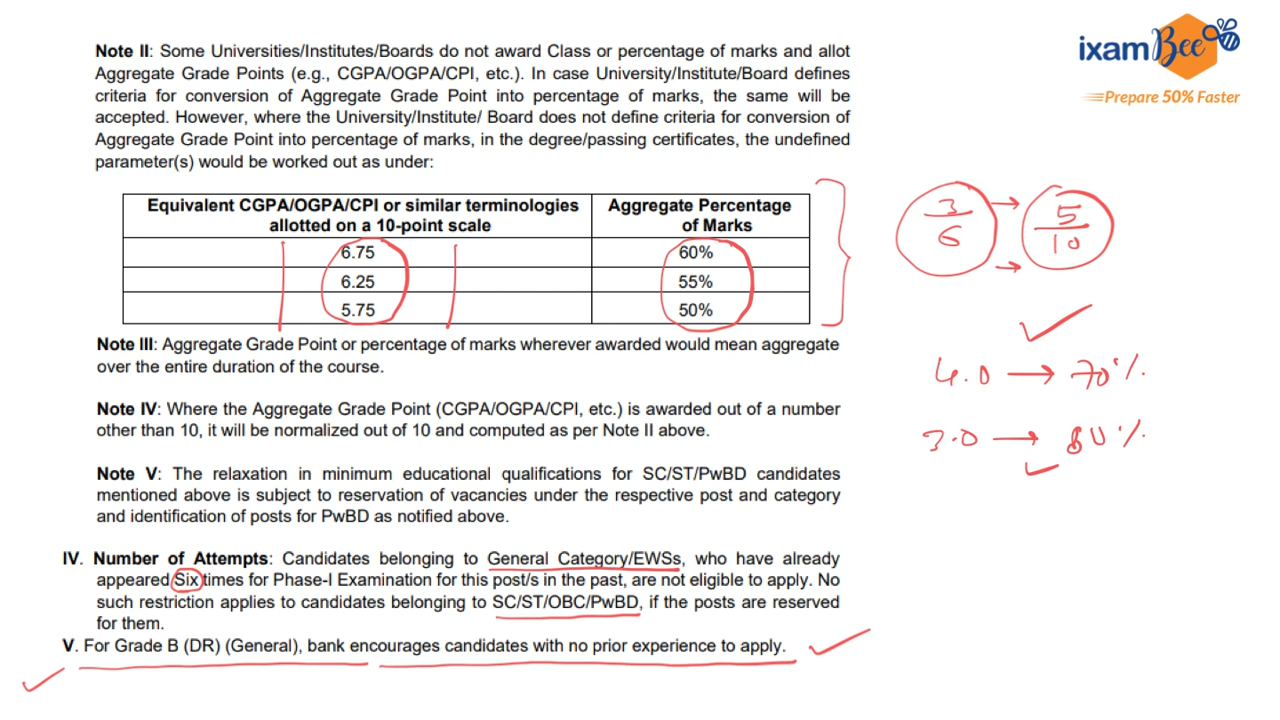 ixamBee
Prepare 50% Faster
Note II: Some Universities/Institutes/Boards do not award Class or percentage of marks and allot
Aggregate Grade Points (e.g., CGPA/OGPA/CPI, etc.). In case University/Institute/Board defines
criteria for conversion of Aggregate Grade Point into percentage of marks, the same will be
accepted. However, where the University/Institute/ Board does not define criteria for conversion of
Aggregate Grade Point into percentage of marks, in the degree/passing certificates, the undefined
parameter(s) would be worked out as under:
Equivalent CGPA/OGPA/CPI or similar terminologies
allotted on a 10-point scale
Aggregate Percentage
of Marks
6.75 60%
6.25 55%
5.75 50%
3/6 → 5/10
Note III: Aggregate Grade Point or percentage of marks wherever awarded would mean aggregate
over the entire duration of the course.
4.0 → 70%
Note IV: Where the Aggregate Grade Point (CGPA/OGPA/CPI, etc.) is awarded out of a number
other than 10, it will be normalized out of 10 and computed as per Note II above.
3.0 → 80%
Note V: The relaxation in minimum educational qualifications for SC/ST/PwBD candidates
mentioned above is subject to reservation of vacancies under the respective post and category
and identification of posts for PwBD as notified above.
IV. Number of Attempts: Candidates belonging to General Category/EWSs, who have already
appeared Six times for Phase-I Examination for this post/s in the past, are not eligible to apply. No
such restriction applies to candidates belonging to SC/ST/OBC/PwBD, if the posts are reserved
for them.
V. For Grade B (DR) (General), bank encourages candidates with no prior experience to apply.